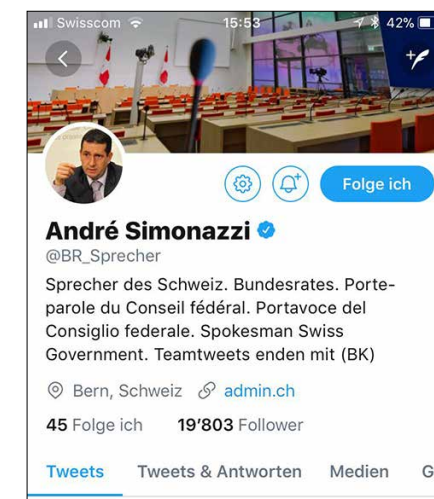 Swisscom 15:53 42%
Folge ich
André Simonazzi
@BR_Sprecher
Sprecher des Schweiz. Bundesrates. Porte-
parole du Conseil fédéral. Portavoce del
Consiglio federale. Spokesman Swiss
Government. Teamtweets enden mit (BK)
Bern, Schweiz admin.ch
45 Folge ich 19’803 Follower
Tweets Tweets & Antworten Medien G